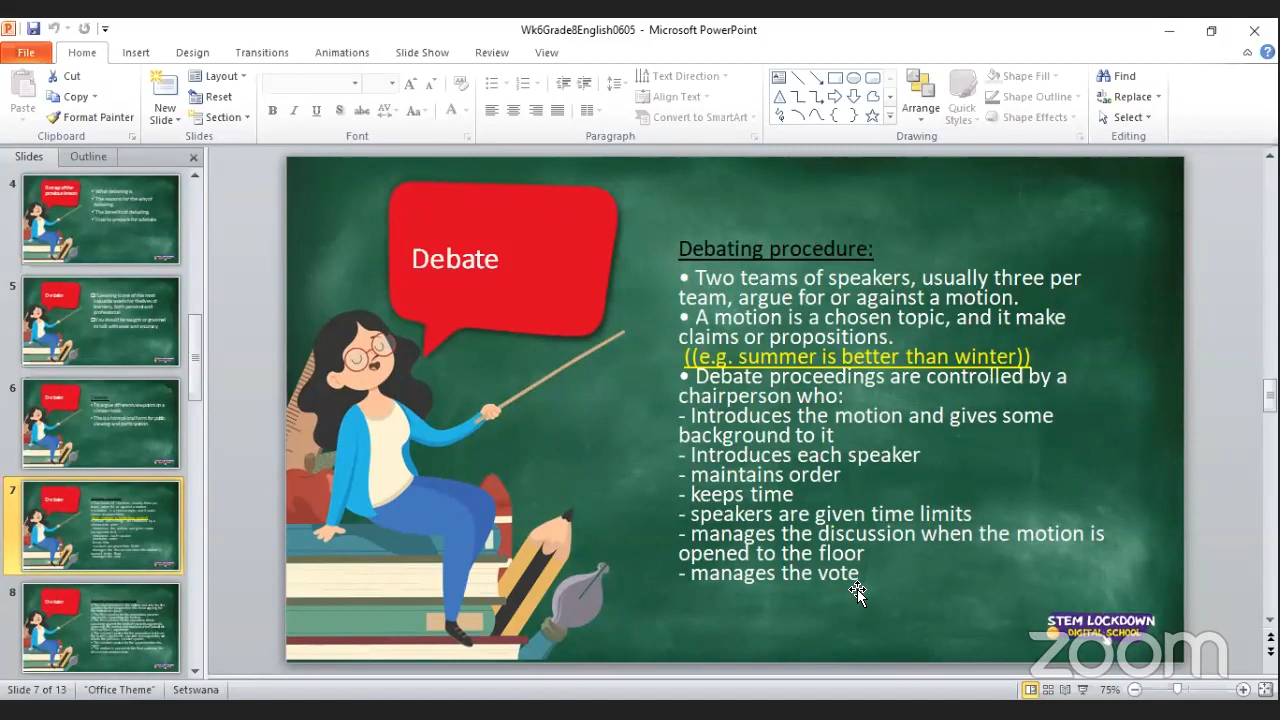 Wk6Grade8English0605 - Microsoft PowerPoint
File Home Insert Design Transitions Animations Slide Show Review View
Cut
Copy
Format Painter
Paste
Clipboard
New Slide
Layout
Reset
Section
Slides
Font
Text Direction
Align Text
Convert to SmartArt
Paragraph
Arrange
Quick Styles
Shape Fill
Shape Outline
Shape Effects
Drawing
Find
Replace
Select
Editing
Slides Outline
4
5
6
7
8
Debate
Debating procedure:
• Two teams of speakers, usually three per
team, argue for or against a motion.
• A motion is a chosen topic, and it make
claims or propositions.
((e.g. summer is better than winter))
• Debate proceedings are controlled by a
chairperson who:
- Introduces the motion and gives some
background to it
- Introduces each speaker
- maintains order
- keeps time
- speakers are given time limits
- manages the discussion when the motion is
opened to the floor
- manages the vote
STEM LOCKDOWN
DIGITAL SCHOOL
zoom
Slide 7 of 13 "Office Theme" Setswana 75%